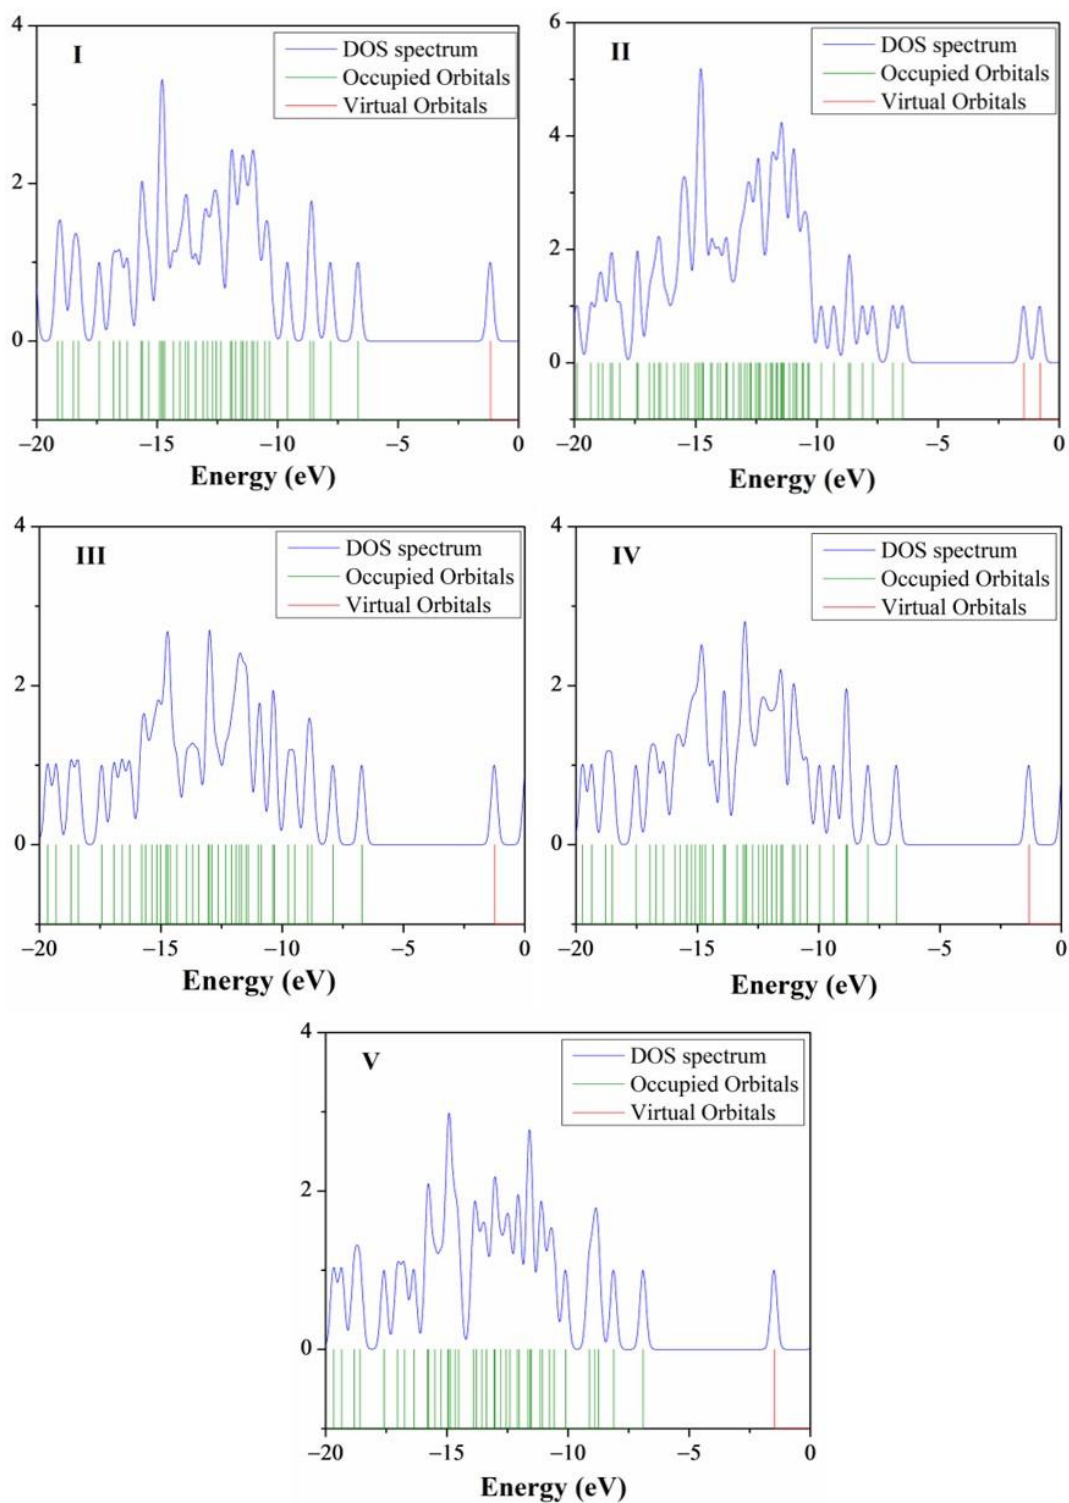 I
DOS spectrum
Occupied Orbitals
Virtual Orbitals
4
2
0
−20 −15 −10 −5 0
Energy (eV)
II
DOS spectrum
Occupied Orbitals
Virtual Orbitals
6
4
2
0
−20 −15 −10 −5 0
Energy (eV)
III
DOS spectrum
Occupied Orbitals
Virtual Orbitals
4
2
0
−20 −15 −10 −5 0
Energy (eV)
IV
DOS spectrum
Occupied Orbitals
Virtual Orbitals
4
2
0
−20 −15 −10 −5 0
Energy (eV)
V
DOS spectrum
Occupied Orbitals
Virtual Orbitals
4
2
0
−20 −15 −10 −5 0
Energy (eV)